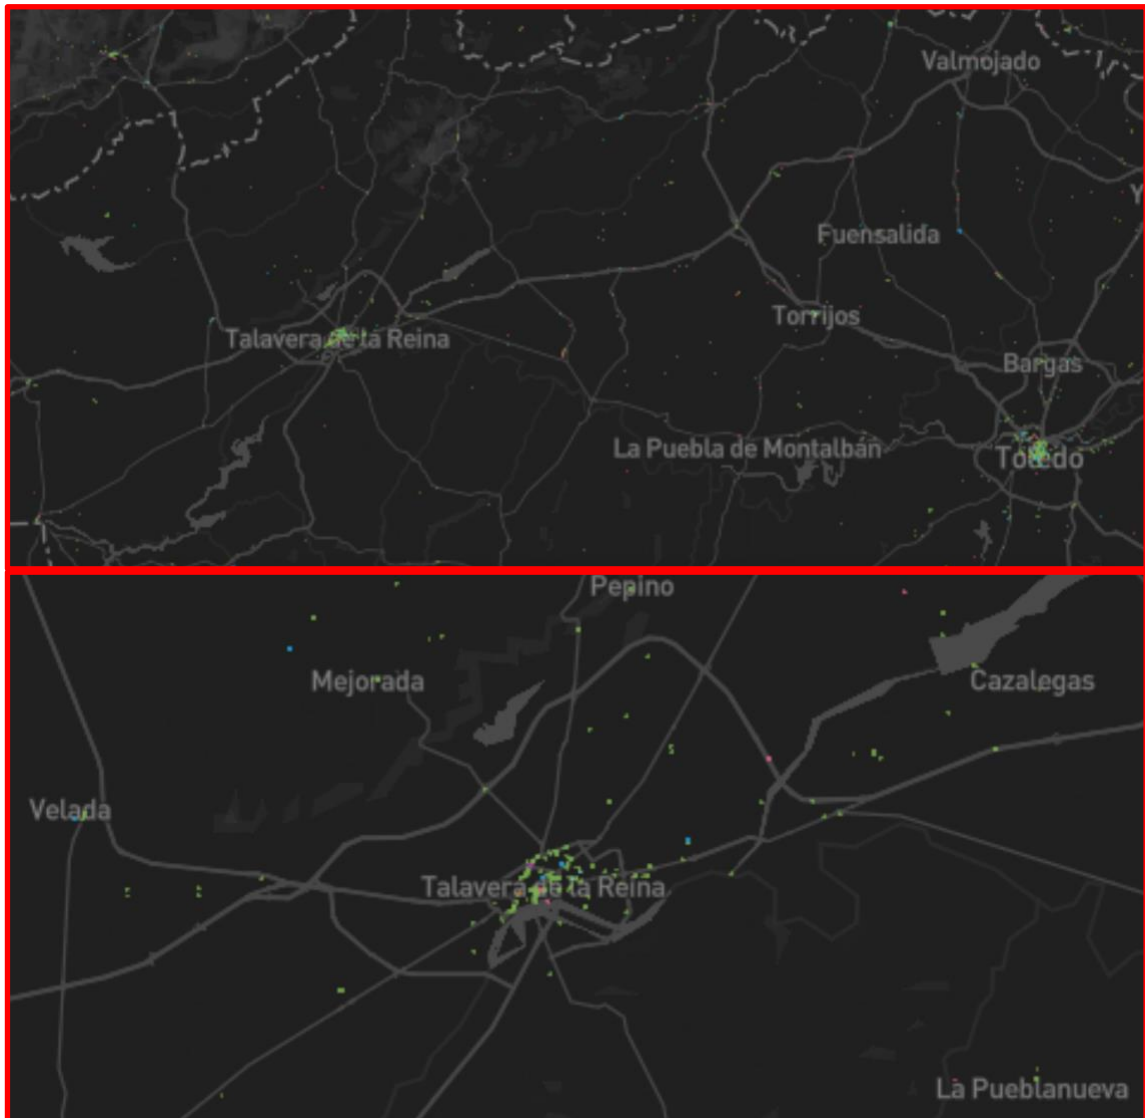 Valmojado
Y
Fuensalida
Torrijos
Talavera de la Reina
Bargas
La Puebla de Montalbán
Toledo
Pepino
Mejorada
Cazalegas
Velada
Talavera de la Reina
La Pueblanueva